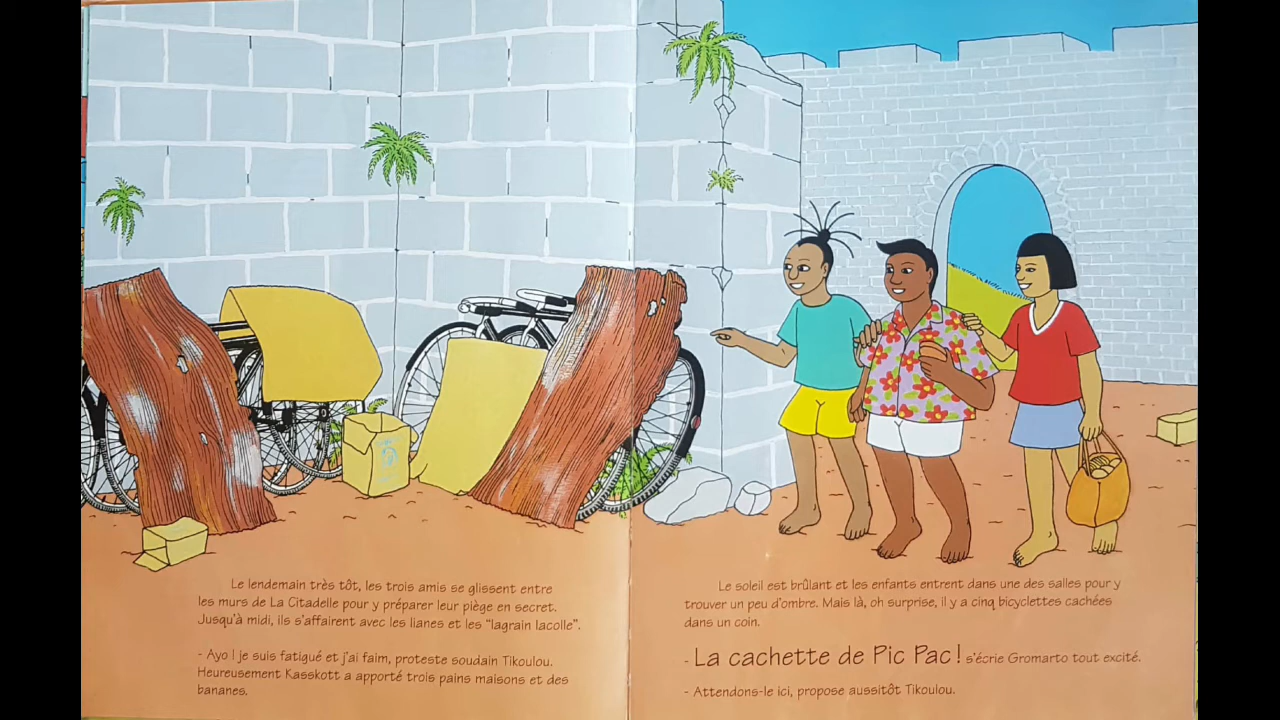 Le lendemain très tôt, les trois amis se glissent entre
les murs de La Citadelle pour y préparer leur piège en secret.
Jusqu'à midi, ils s'affairent avec les lianes et les "lagrain lacolle".
- Ayo ! je suis fatigué et j'ai faim, proteste soudain Tikoulou.
Heureusement Kasskott a apporté trois pains maisons et des
bananes.
Le soleil est brûlant et les enfants entrent dans une des salles pour y
trouver un peu d'ombre. Mais là, oh surprise, il y a cinq bicyclettes cachées
dans un coin.
- La cachette de Pic Pac ! s'écrie Gromarto tout excité.
- Attendons-le ici, propose aussitôt Tikoulou.